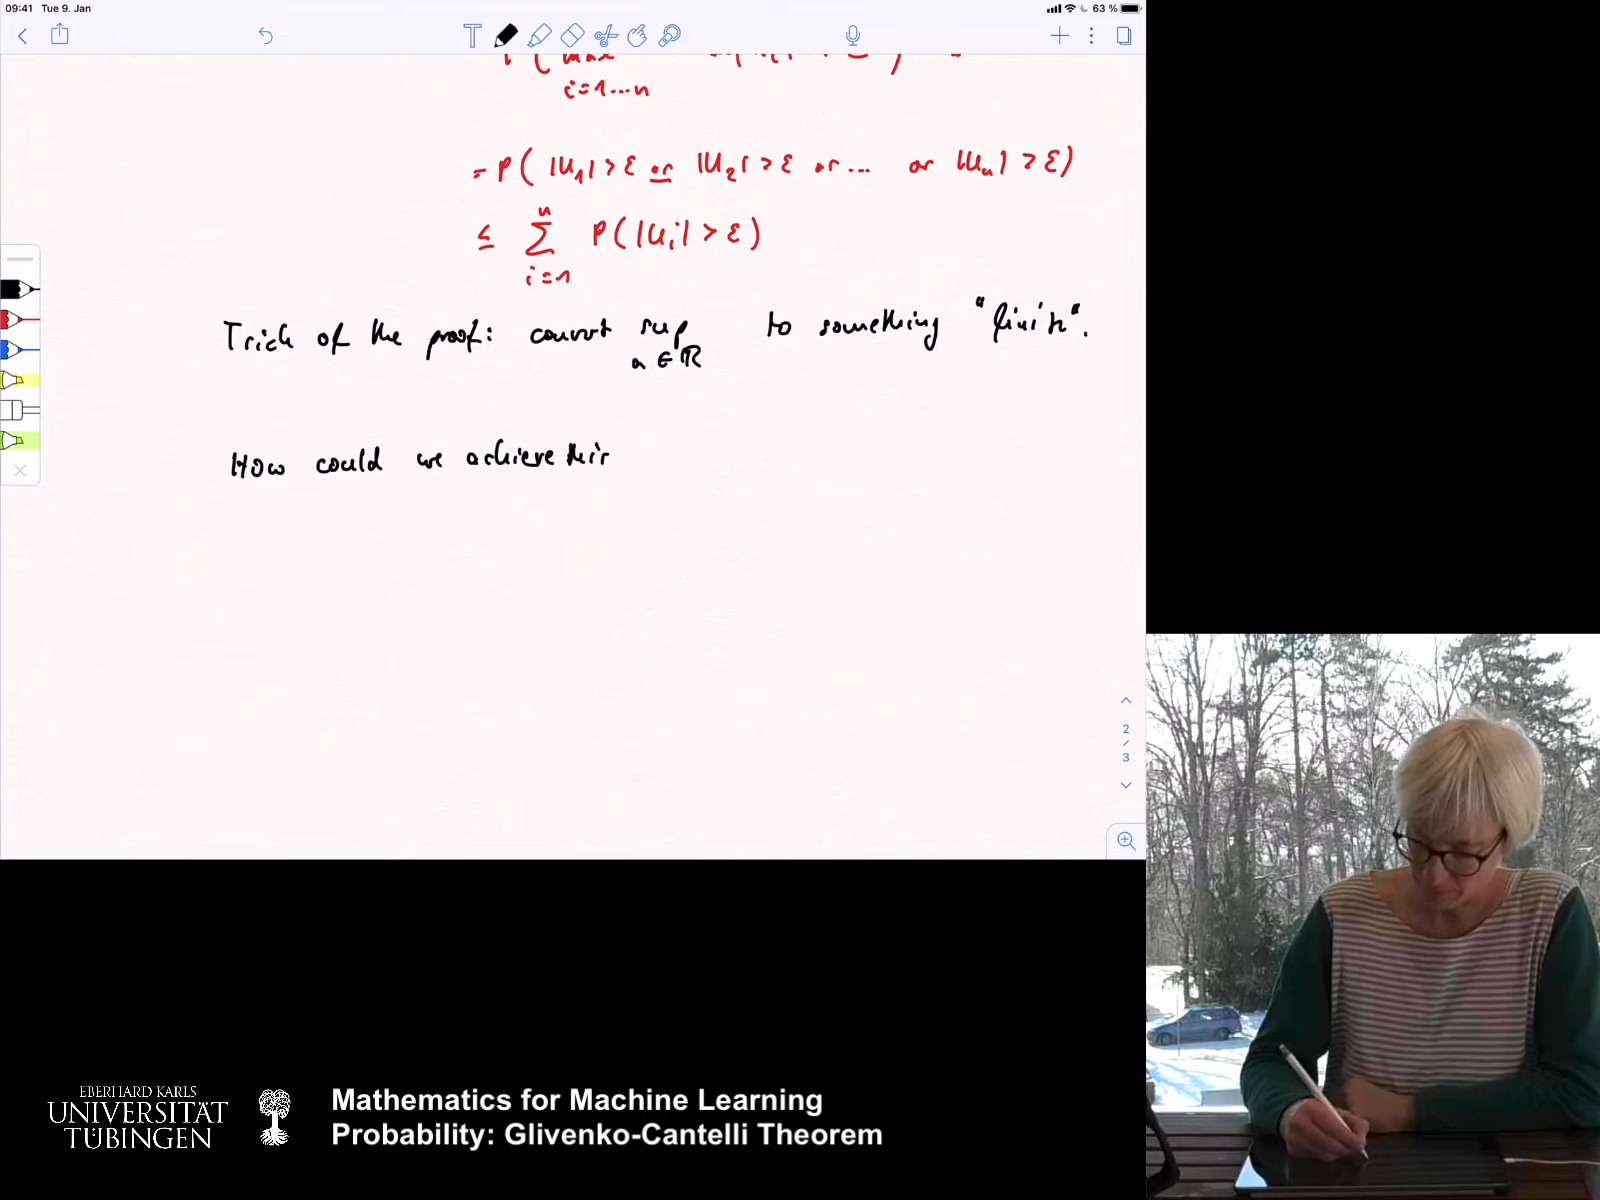 09:41 Tue 9. Jan
63 %
i=1...n
= P( |U₁| > ε or |U₂| > ε or ... or |Uₙ| > ε)
≤ Σ P( |Uᵢ| > ε )
n
i=1
Trick of the proof: convert sup to something "finite".
a ∈ ℝ
How could we achieve this
2
/
3
EBERHARD KARLS
UNIVERSITÄT
TÜBINGEN
Mathematics for Machine Learning
Probability: Glivenko-Cantelli Theorem